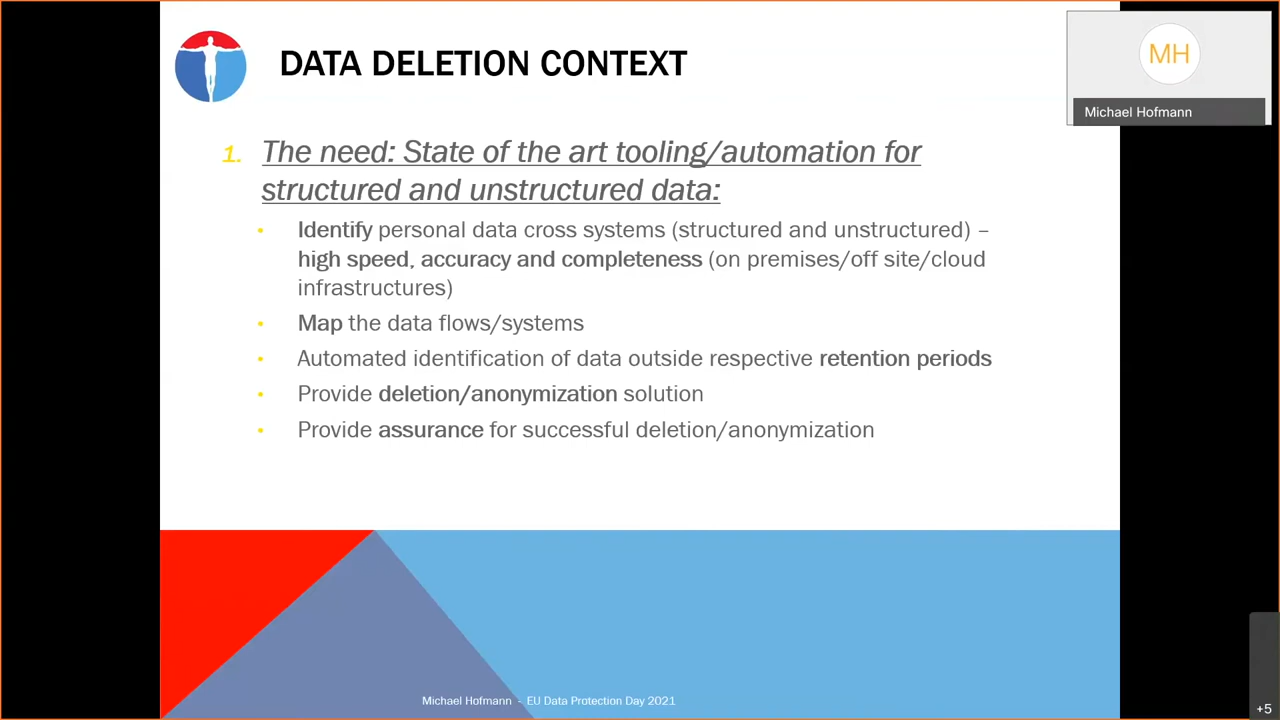 DATA DELETION CONTEXT
MH
Michael Hofmann
1. The need: State of the art tooling/automation for
structured and unstructured data:
• Identify personal data cross systems (structured and unstructured) –
high speed, accuracy and completeness (on premises/off site/cloud
infrastructures)
• Map the data flows/systems
• Automated identification of data outside respective retention periods
• Provide deletion/anonymization solution
• Provide assurance for successful deletion/anonymization
Michael Hofmann - EU Data Protection Day 2021
+5